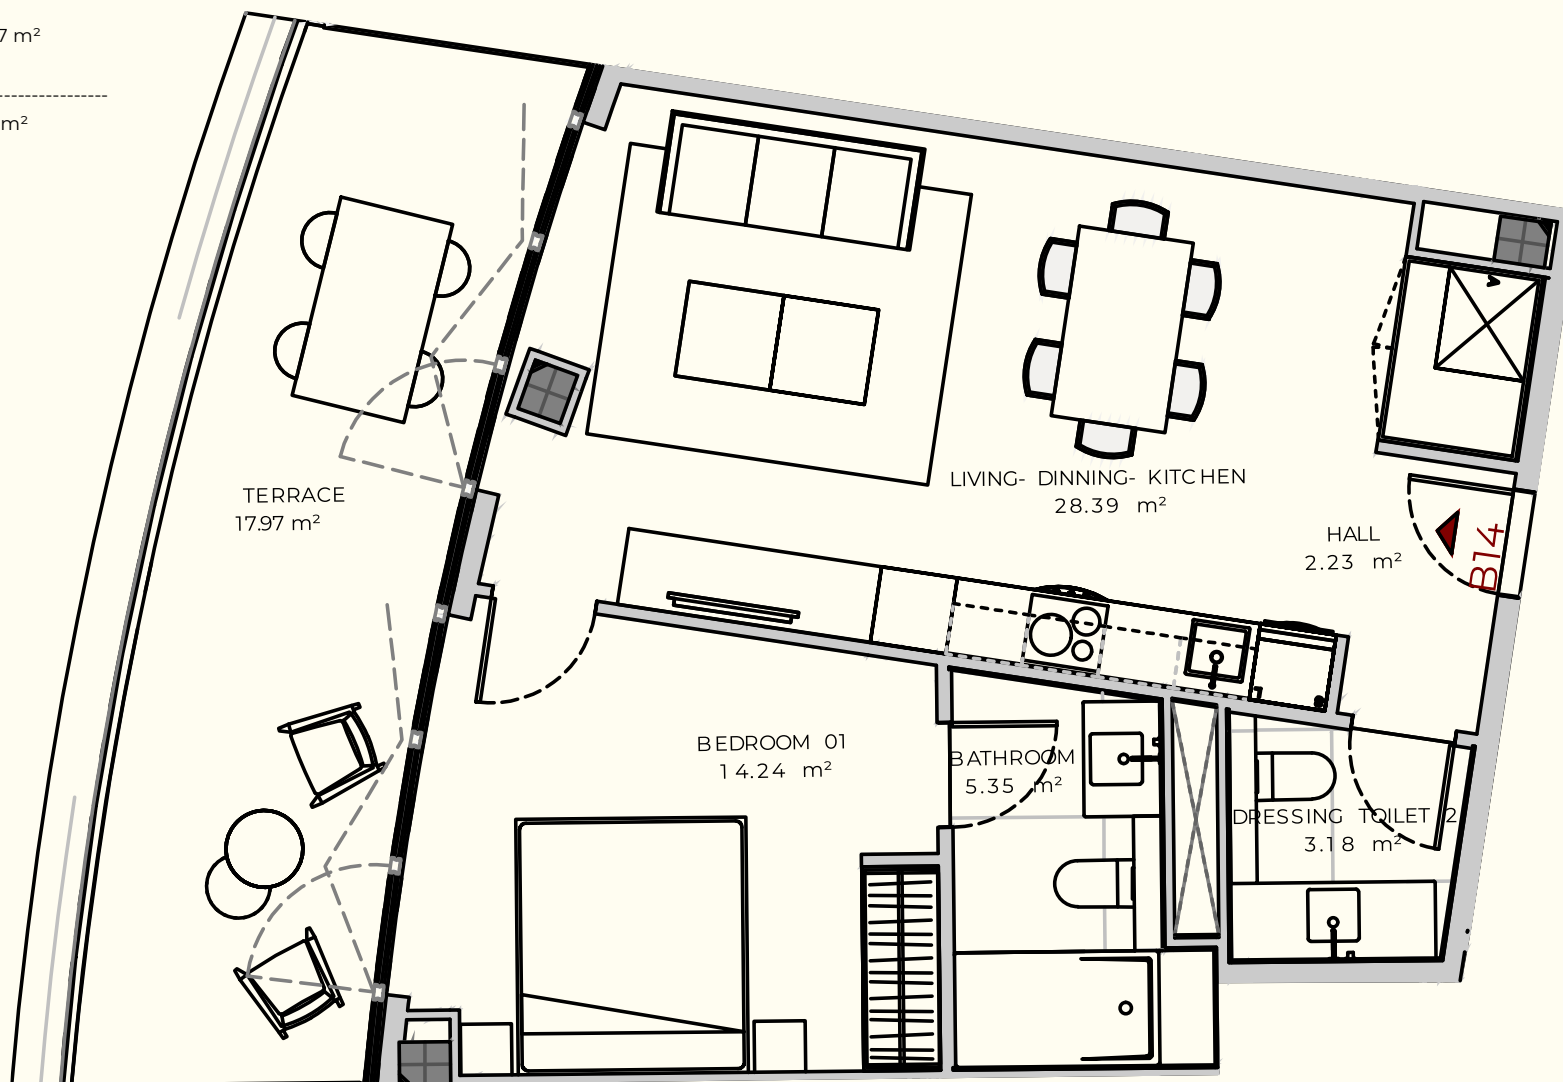 7 m²
m²
TERRACE
17.97 m²
LIVING- DINNING- KITCHEN
28.39 m²
HALL
2.23 m²
B14
BEDROOM 01
14.24 m²
BATHROOM
5.35 m²
DRESSING TOILET 2
3.18 m²